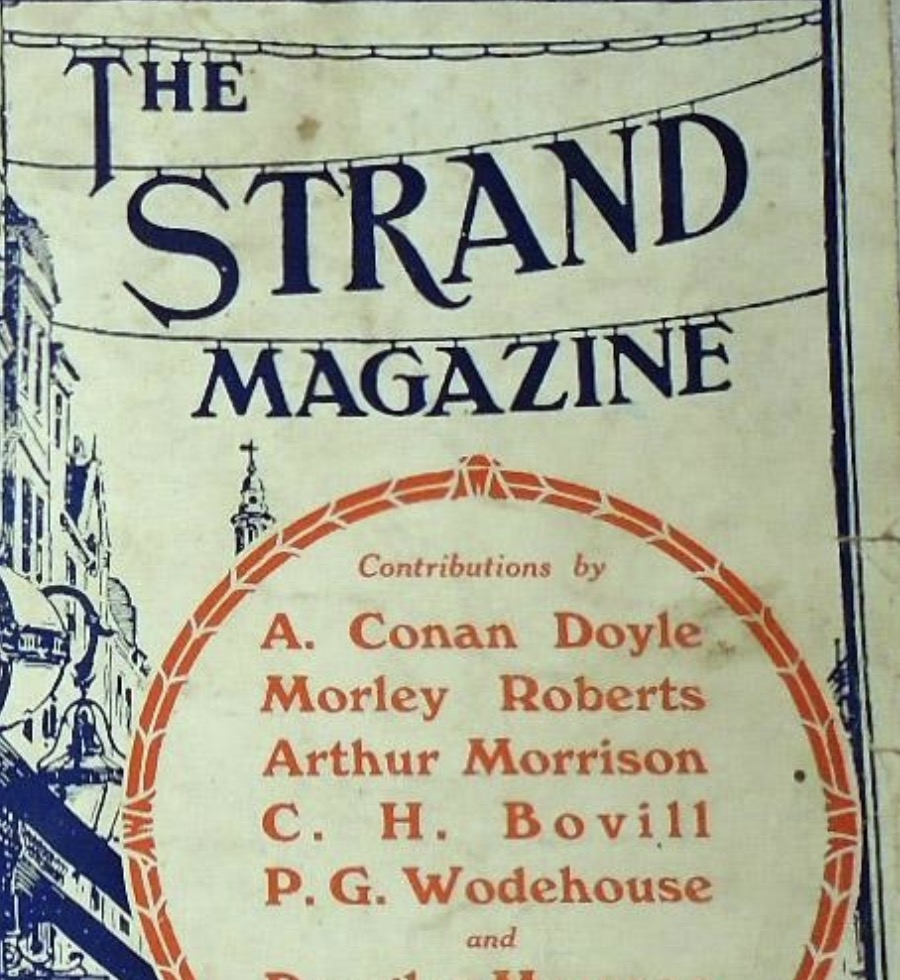 THE
STRAND
MAGAZINE
Contributions by
A. Conan Doyle
Morley Roberts
Arthur Morrison
C. H. Bovill
P. G. Wodehouse
and